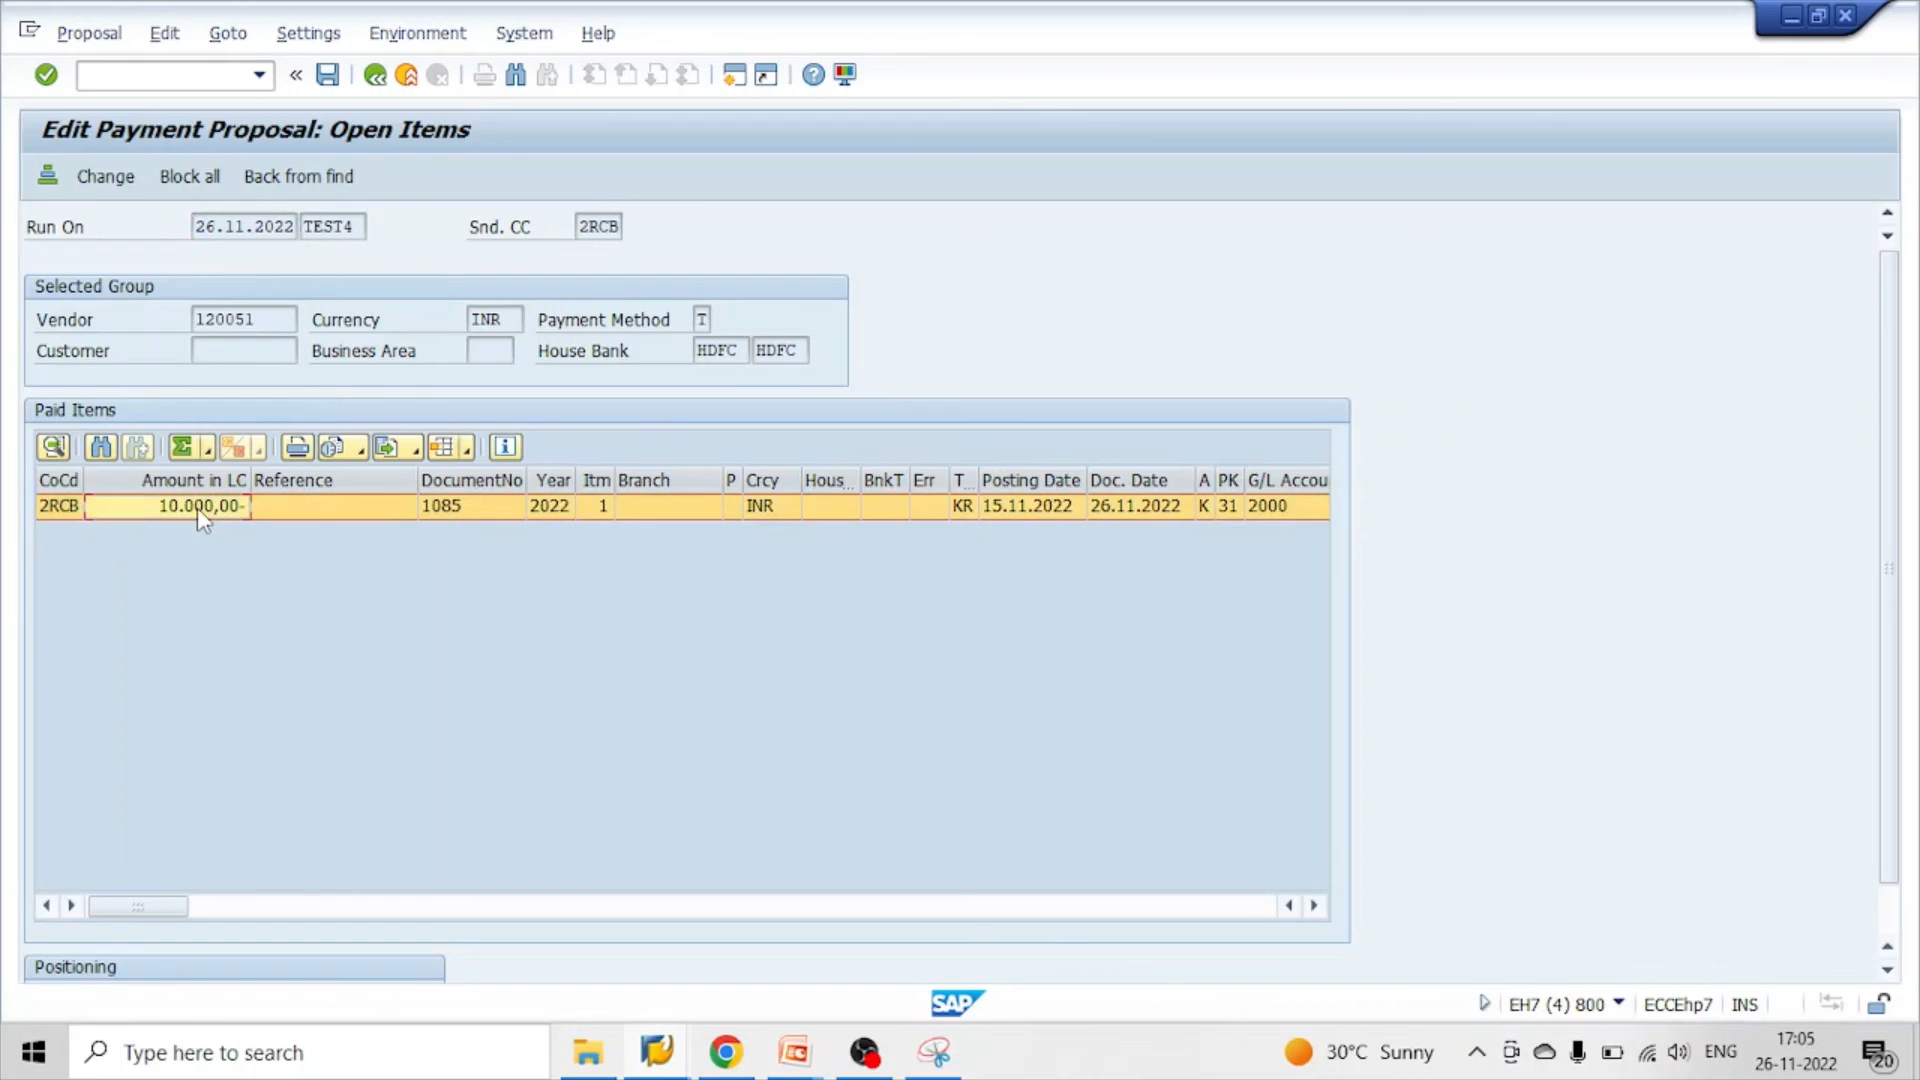 Proposal Edit Goto Settings Environment System Help
Edit Payment Proposal: Open Items
Change Block all Back from find
Run On 26.11.2022 TEST4 Snd. CC 2RCB
Selected Group
Vendor 120051 Currency INR Payment Method T
Customer Business Area House Bank HDFC HDFC
Paid Items
CoCd Amount in LC Reference DocumentNo Year Itm Branch P Crcy Hous... BnkT Err T... Posting Date Doc. Date A PK G/L Accou
2RCB 10.000,00- 1085 2022 1 INR KR 15.11.2022 26.11.2022 K 31 2000
Positioning
SAP EH7 (4) 800 ECCEhp7 INS
Type here to search 30°C Sunny ENG 17:05
26-11-2022 20